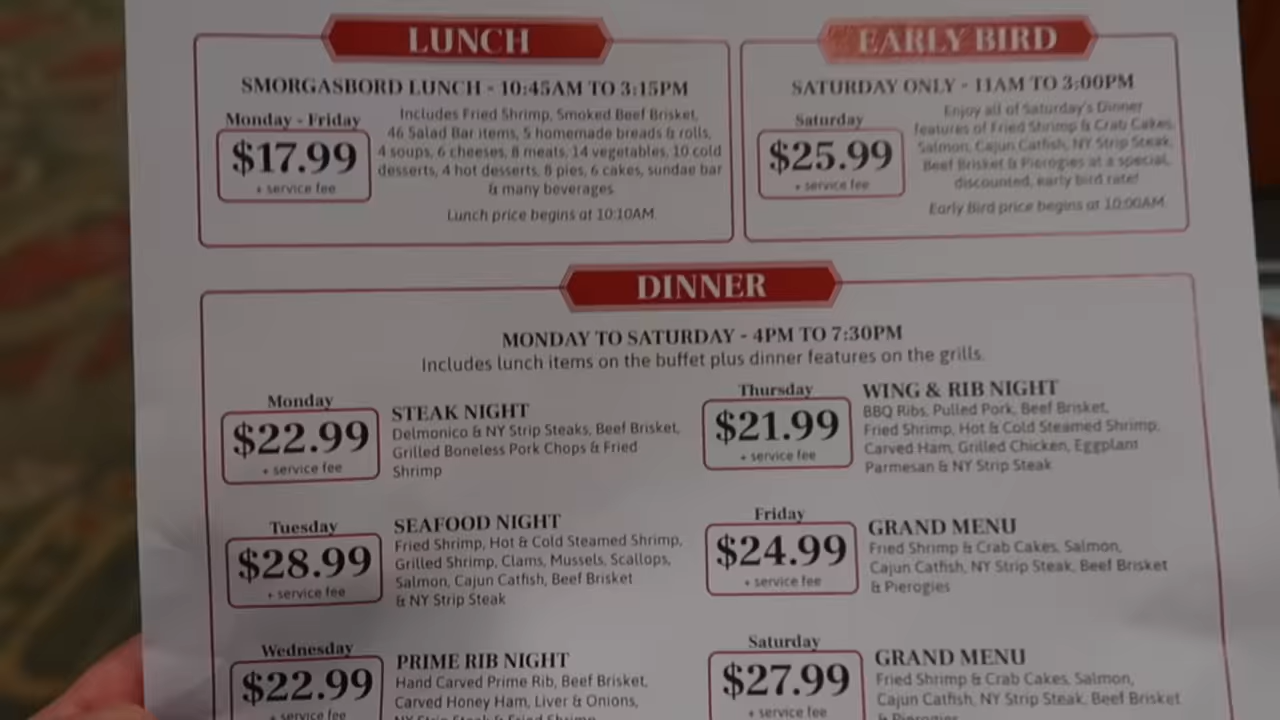 LUNCH
SMORGASBORD LUNCH - 10:45AM TO 3:15PM
Monday - Friday
$17.99
+ service fee
Includes Fried Shrimp, Smoked Beef Brisket,
46 Salad Bar items, 5 homemade breads & rolls,
4 soups, 6 cheeses, 8 meats, 14 vegetables, 10 cold
desserts, 4 hot desserts, 8 pies, 6 cakes, sundae bar
& many beverages
Lunch price begins at 10:10AM
EARLY BIRD
SATURDAY ONLY - 11AM TO 3:00PM
Saturday
$25.99
+ service fee
Enjoy all of Saturday's Dinner
features of Fried Shrimp & Crab Cakes,
Salmon, Cajun Catfish, NY Strip Steak,
Beef Brisket & Pierogies at a special,
discounted, early bird rate!
Early Bird price begins at 10:00AM
DINNER
MONDAY TO SATURDAY - 4PM TO 7:30PM
Includes lunch items on the buffet plus dinner features on the grills.
Monday
$22.99
+ service fee
STEAK NIGHT
Delmonico & NY Strip Steaks, Beef Brisket,
Grilled Boneless Pork Chops & Fried
Shrimp
Tuesday
$28.99
+ service fee
SEAFOOD NIGHT
Fried Shrimp, Hot & Cold Steamed Shrimp,
Grilled Shrimp, Clams, Mussels, Scallops,
Salmon, Cajun Catfish, Beef Brisket
& NY Strip Steak
Wednesday
$22.99
+ service fee
PRIME RIB NIGHT
Hand Carved Prime Rib, Beef Brisket,
Carved Honey Ham, Liver & Onions,
NY Strip Steak & Fried Shrimp
Thursday
$21.99
+ service fee
WING & RIB NIGHT
BBQ Ribs, Pulled Pork, Beef Brisket,
Fried Shrimp, Hot & Cold Steamed Shrimp,
Carved Ham, Grilled Chicken, Eggplant
Parmesan & NY Strip Steak
Friday
$24.99
+ service fee
GRAND MENU
Fried Shrimp & Crab Cakes, Salmon,
Cajun Catfish, NY Strip Steak, Beef Brisket
& Pierogies
Saturday
$27.99
+ service fee
GRAND MENU
Fried Shrimp & Crab Cakes, Salmon,
Cajun Catfish, NY Strip Steak, Beef Brisket
& Pierogies